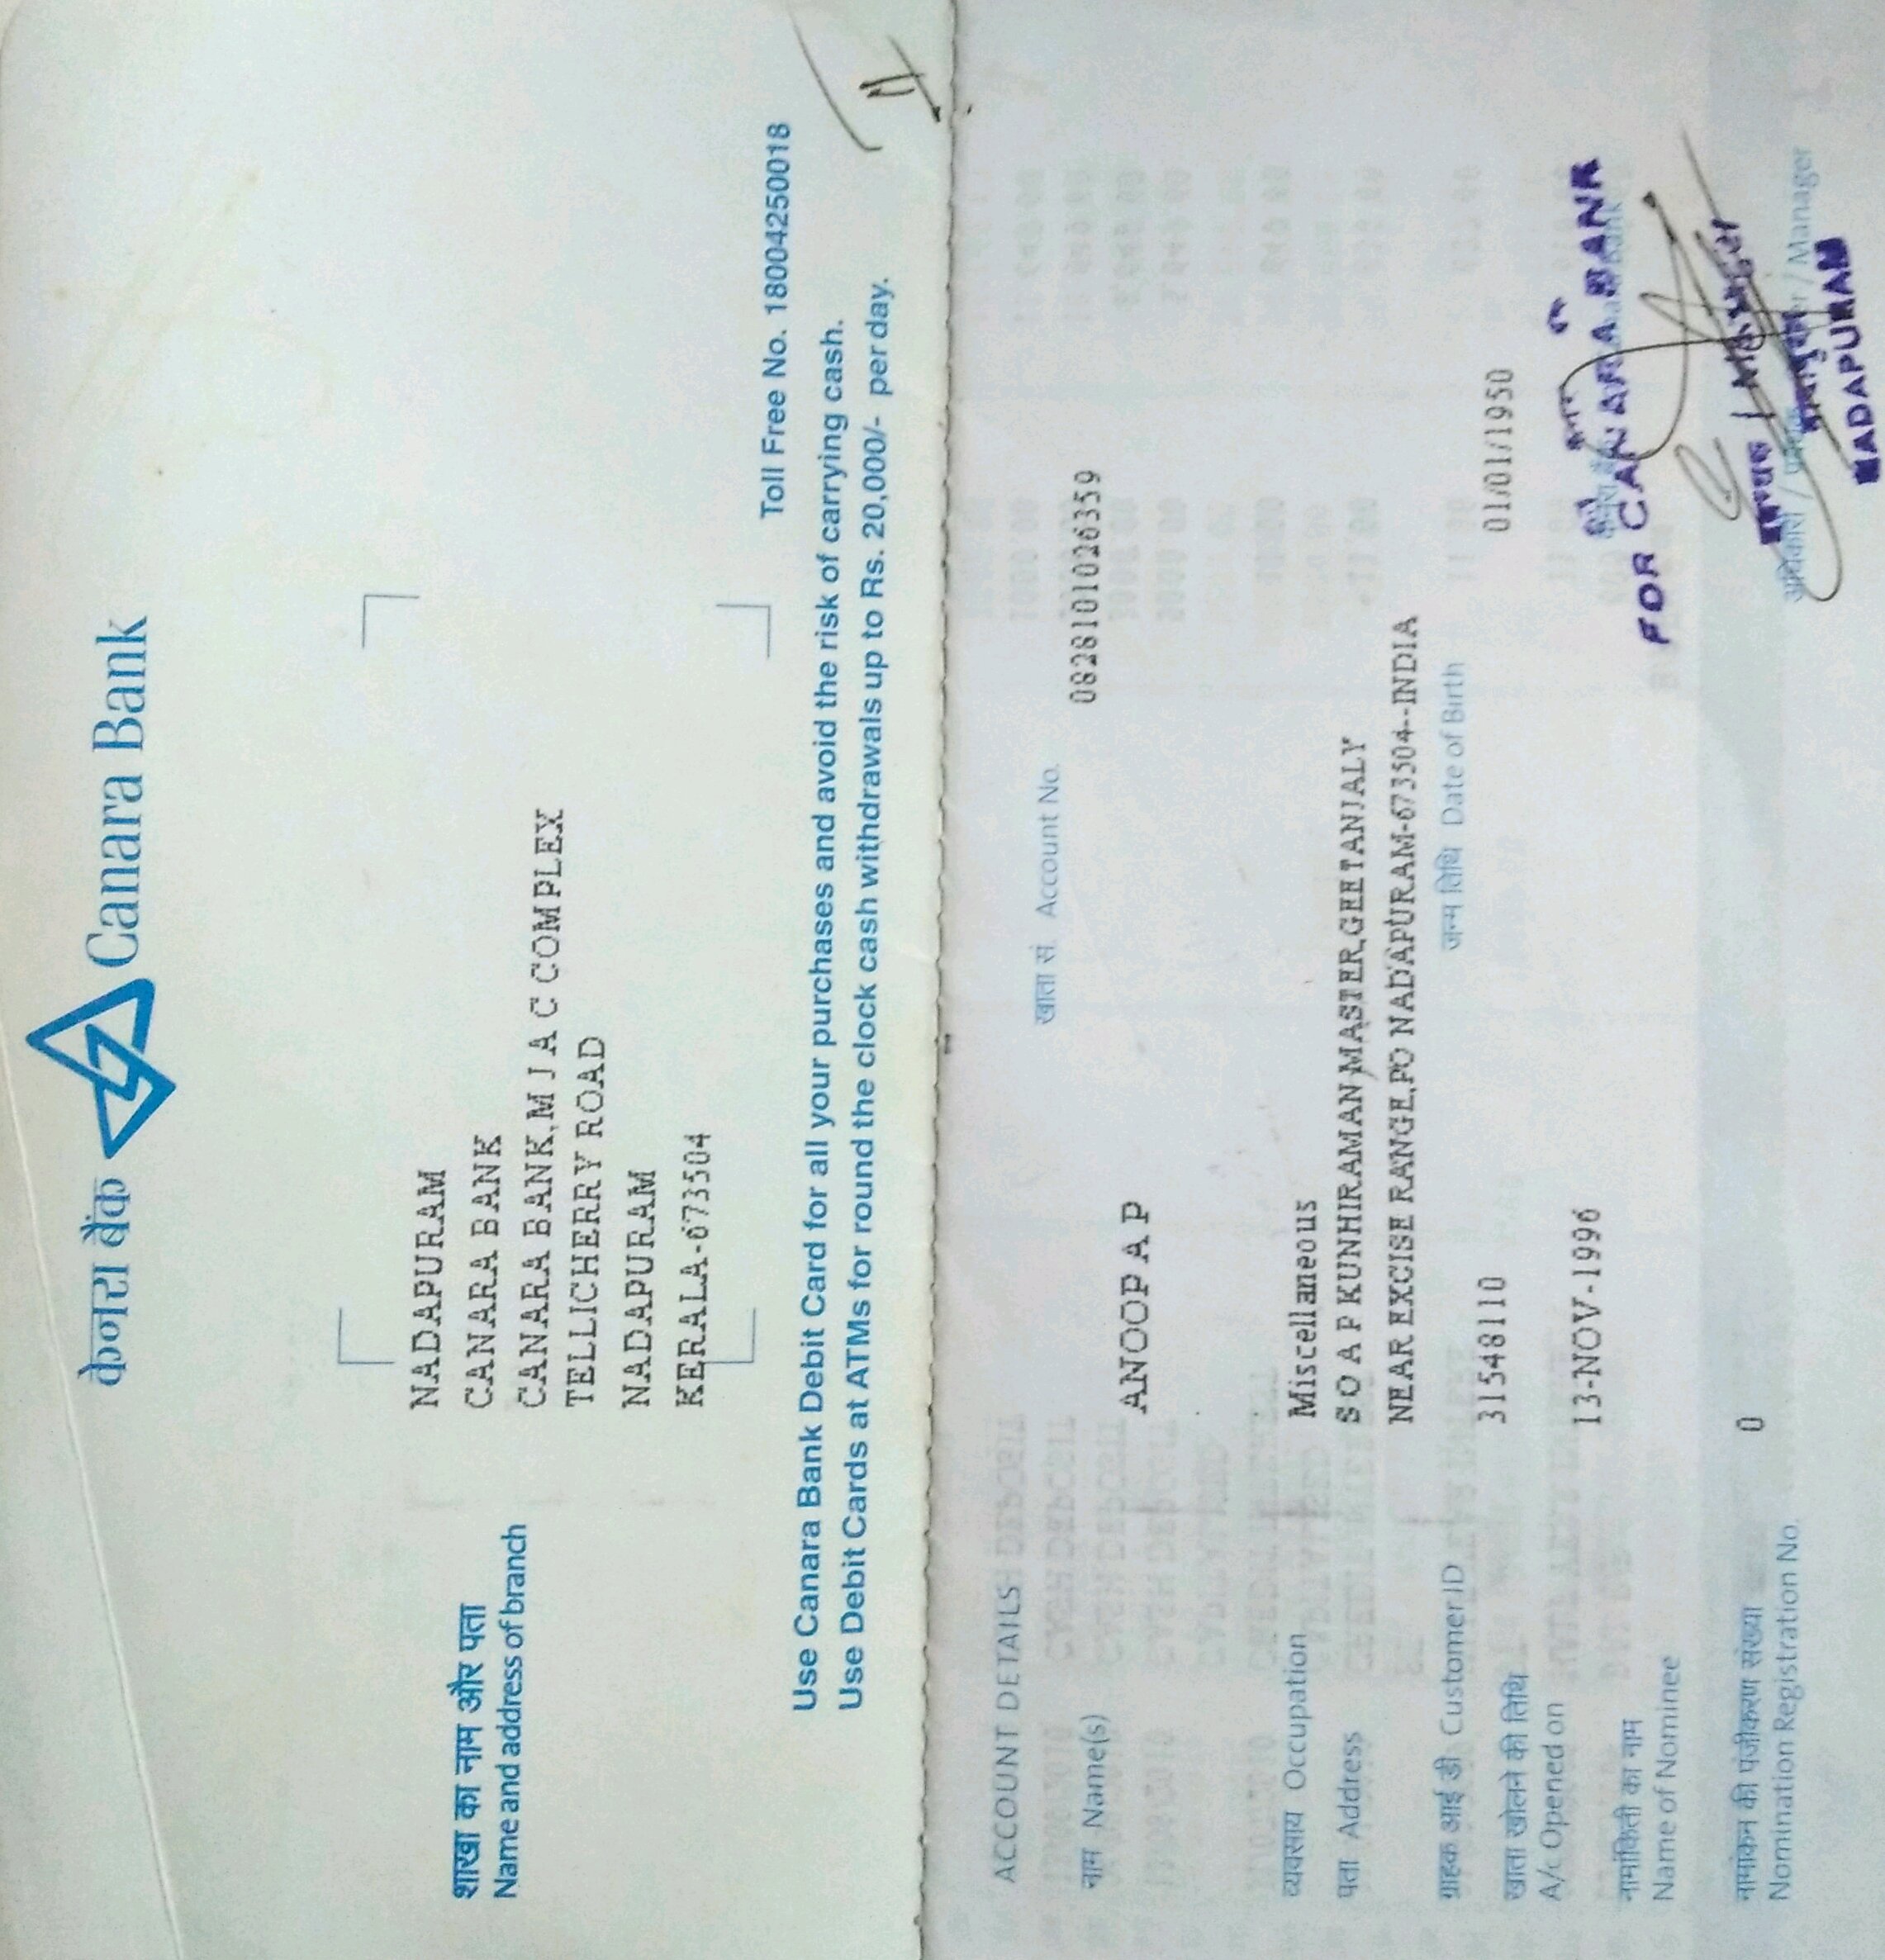 केनरा बैंक Canara Bank
शाखा का नाम और पता
Name and address of branch
NADAPURAM
CANARA BANK
CANARA BANK,M J A C COMPLEX
TELLICHERRY ROAD
NADAPURAM
KERALA-673504
Toll Free No. 18004250018
Use Canara Bank Debit Card for all your purchases and avoid the risk of carrying cash.
Use Debit Cards at ATMs for round the clock cash withdrawals up to Rs. 20,000/- per day.
ACCOUNT DETAILS
खाता सं. Account No.
08281010026359
नाम Name(s)
ANOOP A P
व्यवसाय Occupation Miscellaneous
पता Address S O A P KUNHIRAMAN MASTER,GEETANJALY
NEAR EXCISE RANGE,PO NADAPURAM-673504--INDIA
ग्राहक आई डी Customer ID 31548110
जन्म तिथि Date of Birth 01/01/1950
खाता खोलने की तिथि
A/c Opened on 13-NOV-1996
नामांकिती का नाम
Name of Nominee
FOR CANARA BANK
नामांकन की पंजीकरण संख्या 0
Nomination Registration No.
Manager
NADAPURAM